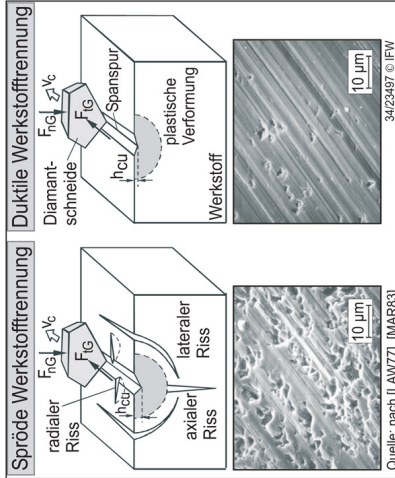 Spröde Werkstofftrennung
F_nG
v_c
F_tG
radialer
Riss
h_cu
lateraler
Riss
axialer
Riss
10 µm
Quelle: nach [LAW77], [MAR83]
Duktile Werkstofftrennung
F_nG
v_c
Diamant-
schneide
F_tG
Spanspur
h_cu
plastische
Verformung
Werkstoff
10 µm
34/23497 © IFW